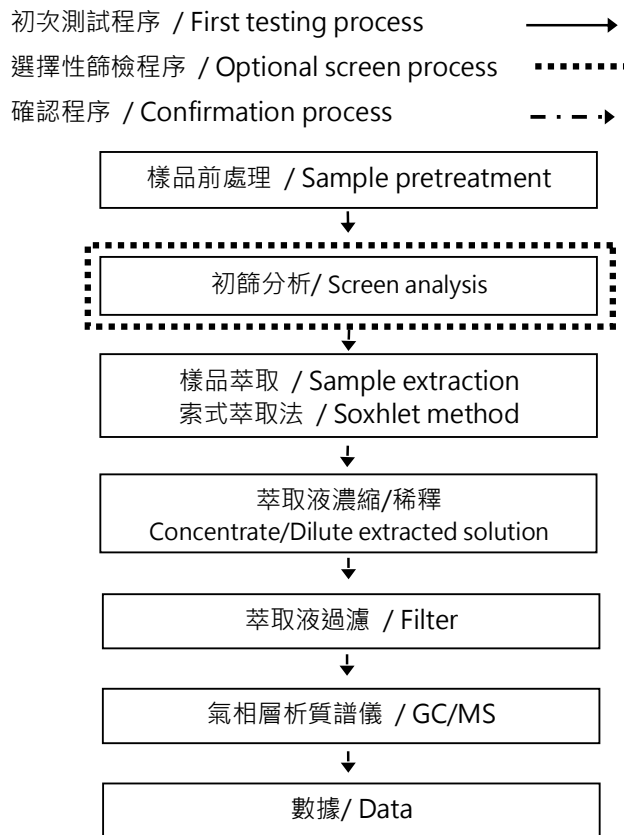 初次測試程序 / First testing process
選擇性篩檢程序 / Optional screen process
確認程序 / Confirmation process
樣品前處理 / Sample pretreatment
初篩分析/ Screen analysis
樣品萃取 / Sample extraction
索式萃取法 / Soxhlet method
萃取液濃縮/稀釋
Concentrate/Dilute extracted solution
萃取液過濾 / Filter
氣相層析質譜儀 / GC/MS
數據/ Data